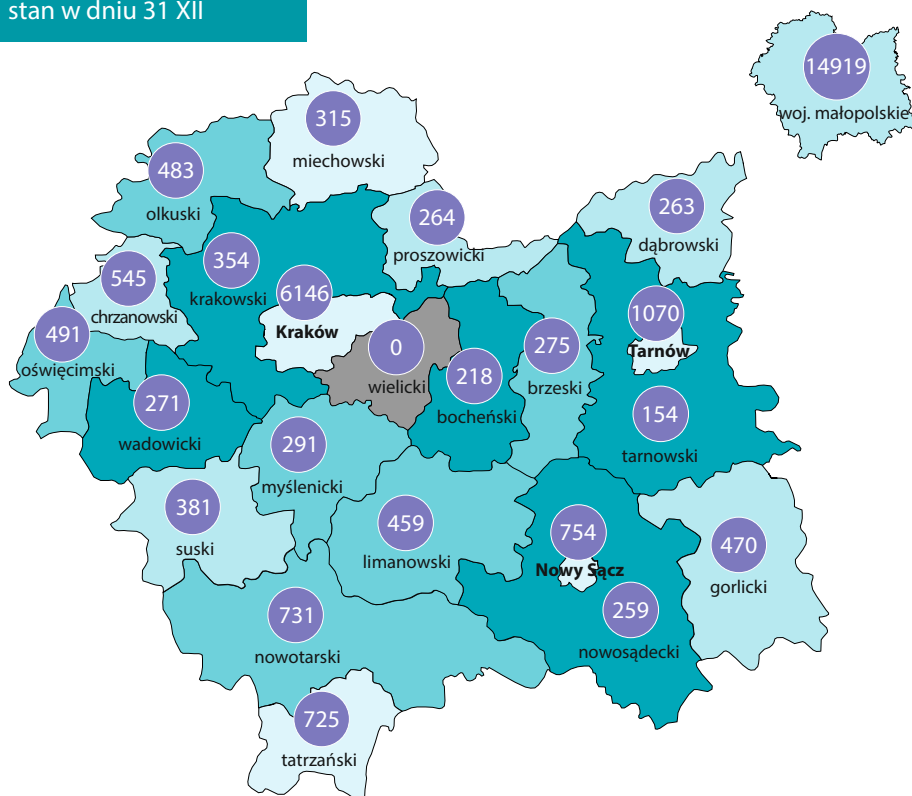 stan w dniu 31 XII
14919
woj. małopolskie
315
miechowski
483
olkuski
264
proszowicki
263
dąbrowski
354
krakowski
545
chrzanowski
6146
Kraków
1070
Tarnów
491
oświęcimski
0
wielicki
275
brzeski
218
bocheński
271
wadowicki
154
tarnowski
291
myślenicki
381
suski
459
limanowski
754
Nowy Sącz
470
gorlicki
731
nowotarski
259
nowosądecki
725
tatrzański